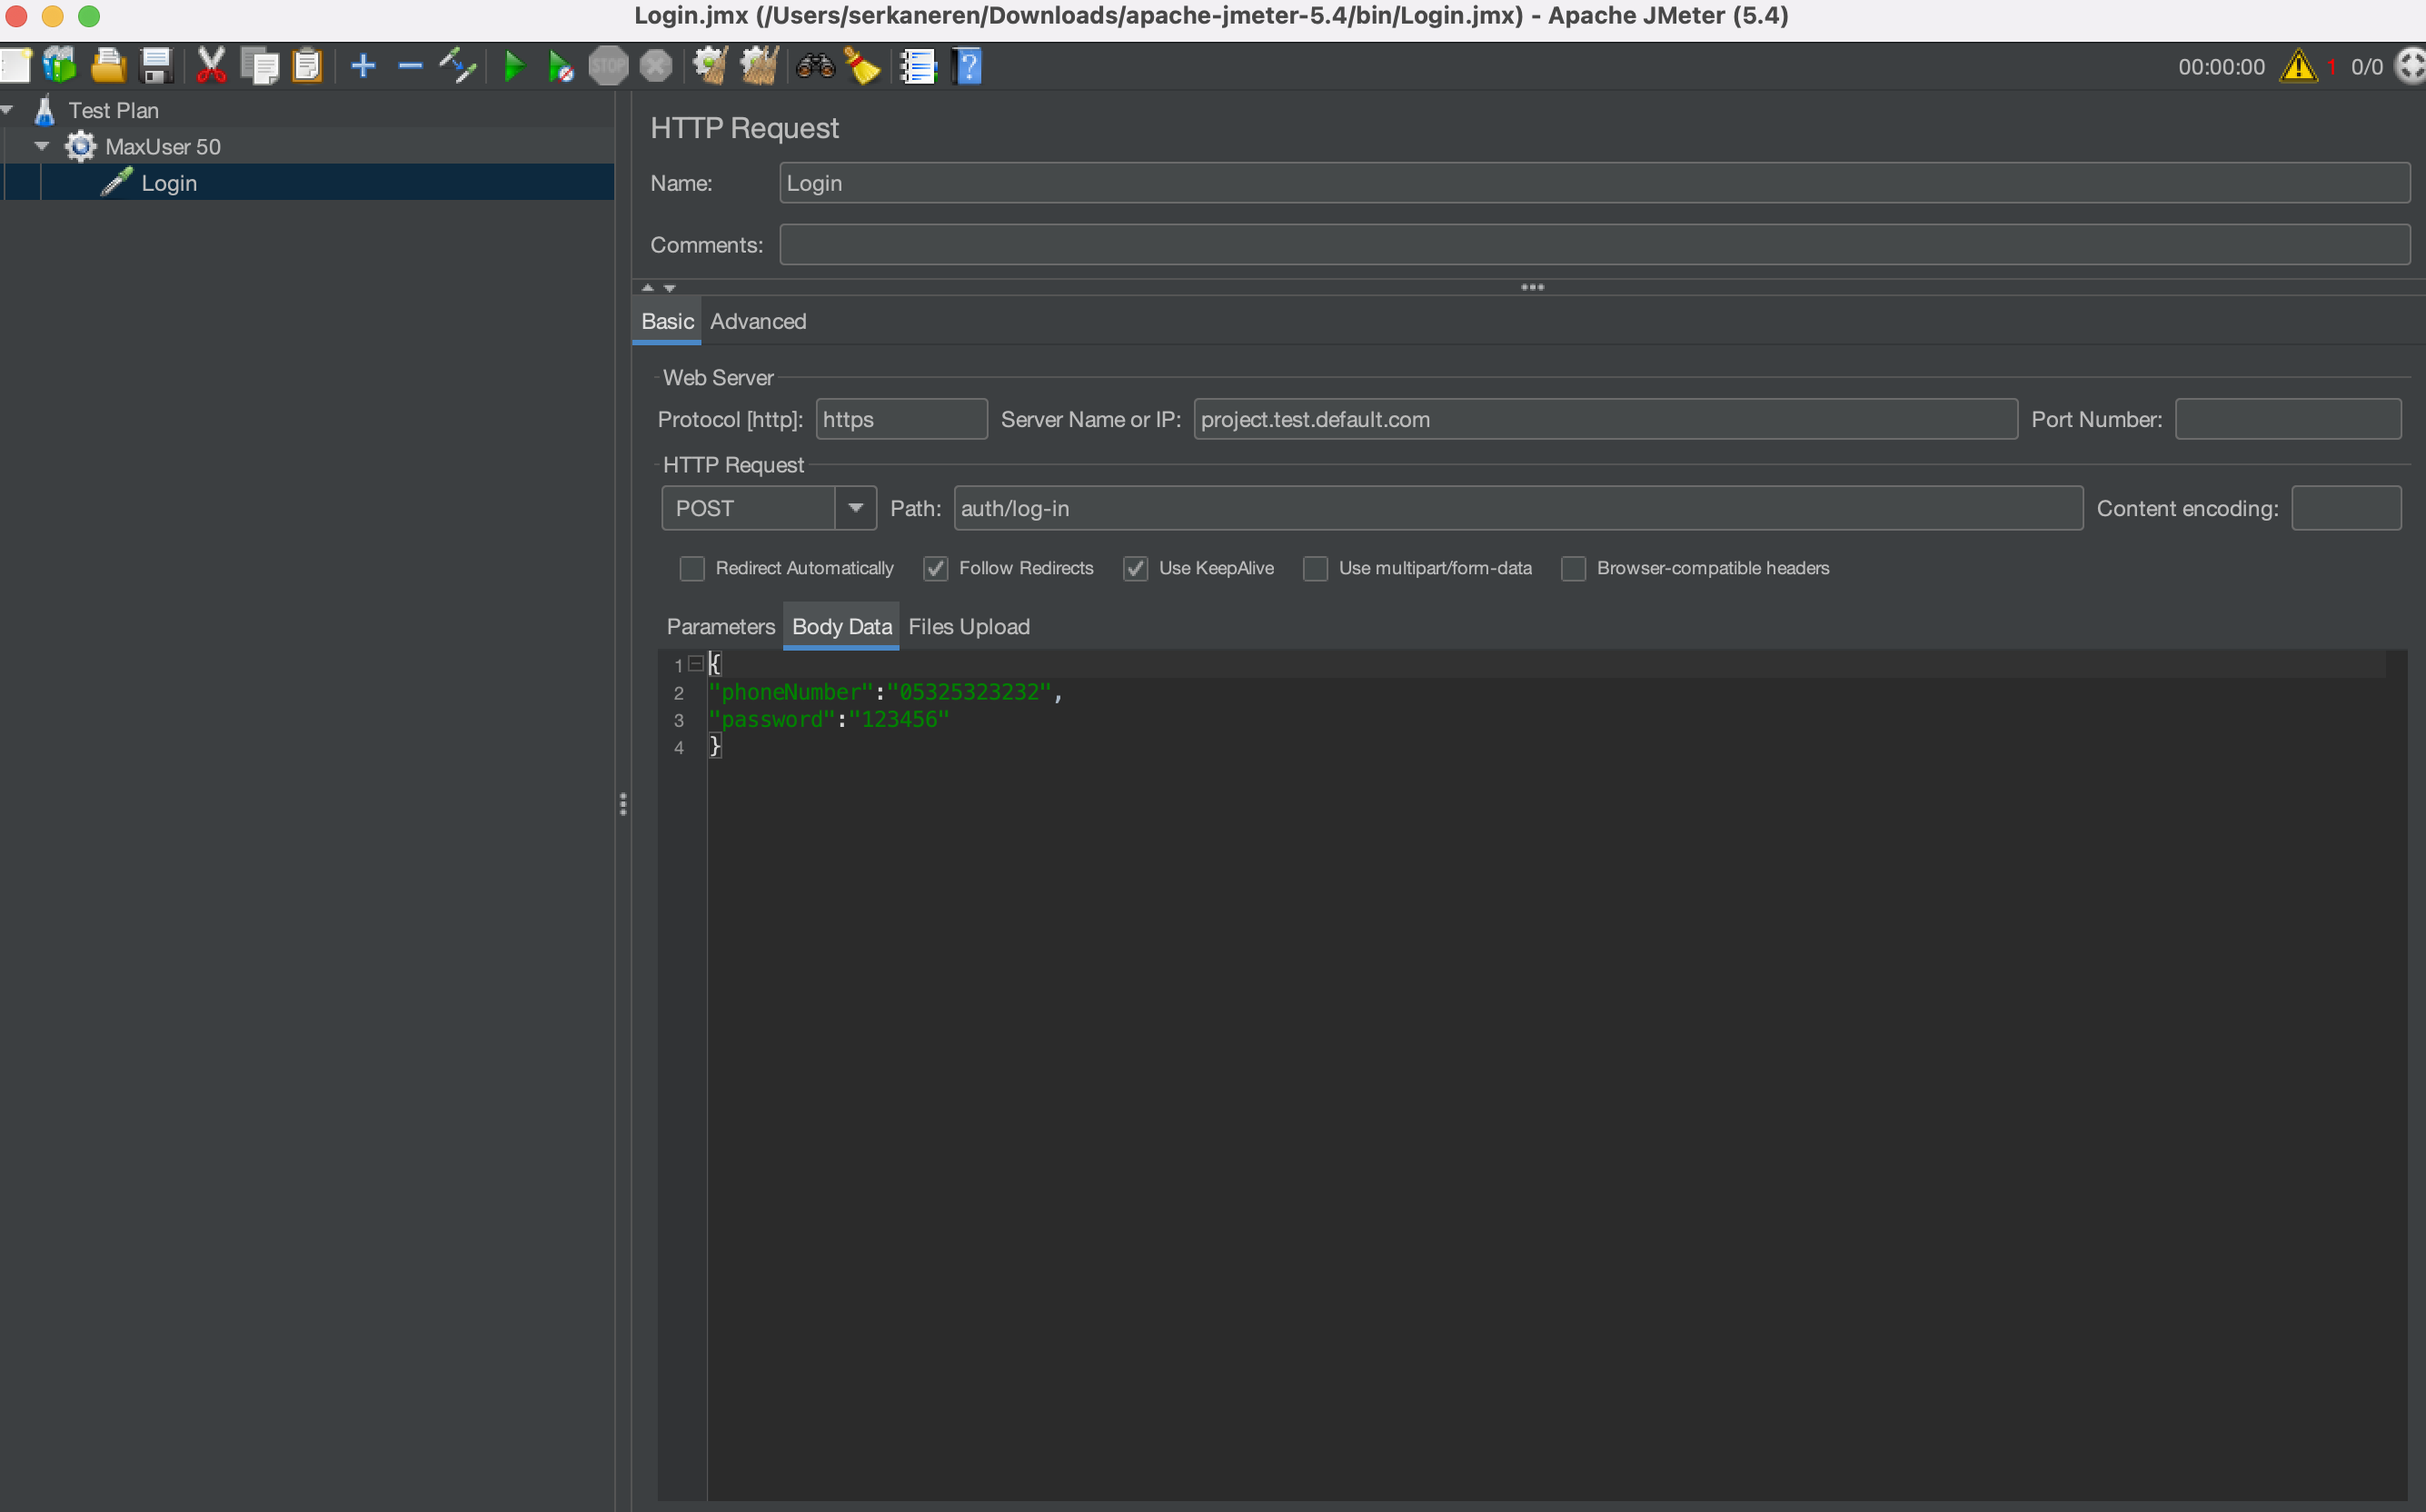 Login.jmx (/Users/serkaneren/Downloads/apache-jmeter-5.4/bin/Login.jmx) - Apache JMeter (5.4)
STOP
?
00:00:00 1 0/0
Test Plan
MaxUser 50
Login
HTTP Request
Name: Login
Comments:
Basic Advanced
Web Server
Protocol [http]: https Server Name or IP: project.test.default.com Port Number:
HTTP Request
POST Path: auth/log-in Content encoding:
Redirect Automatically Follow Redirects Use KeepAlive Use multipart/form-data Browser-compatible headers
Parameters Body Data Files Upload
1 {
2 "phoneNumber":"05325323232",
3 "password":"123456"
4 }